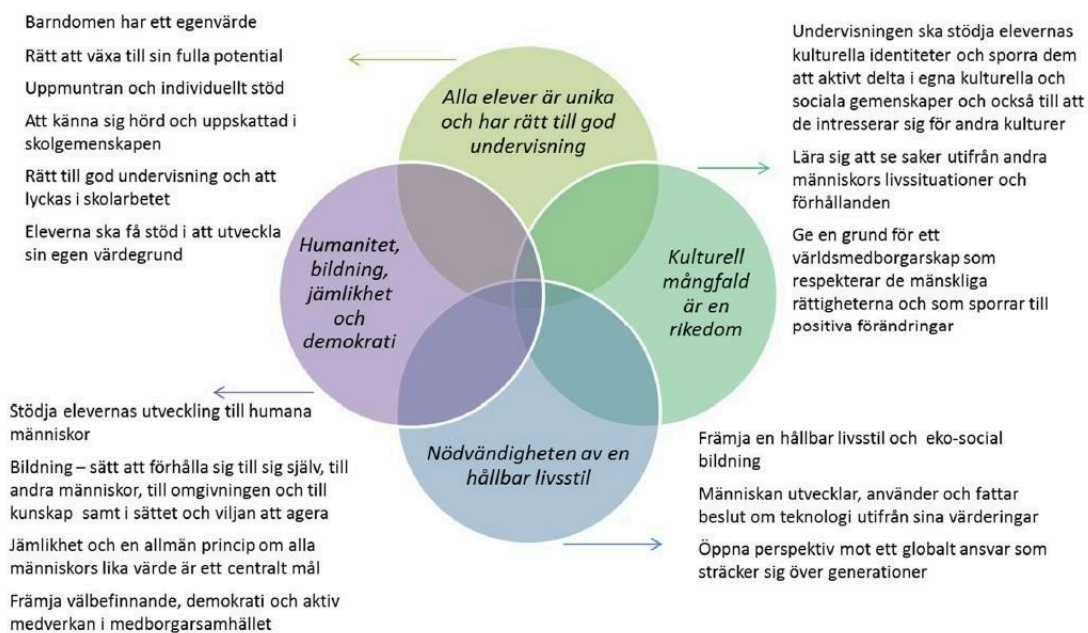 Barndomen har ett egenvärde
Rätt att växa till sin fulla potential
Uppmuntran och individuellt stöd
Att känna sig hörd och uppskattad i
skolgemenskapen
Rätt till god undervisning och att
lyckas i skolarbetet
Eleverna ska få stöd i att utveckla
sin egen värdegrund
Alla elever är unika
och har rätt till god
undervisning
Undervisningen ska stödja elevernas
kulturella identiteter och sporra dem
att aktivt delta i egna kulturella och
sociala gemenskaper och också till att
de intresserar sig för andra kulturer
Lära sig att se saker utifrån andra
människors livssituationer och
förhållanden
Ge en grund för ett
världsmedborgarskap som
respekterar de mänskliga
rättigheterna och som sporrar till
positiva förändringar
Humanitet,
bildning,
jämlikhet
och
demokrati
Kulturell
mångfald
är en
rikedom
Stödja elevernas utveckling till humana
människor
Bildning – sätt att förhålla sig till sig själv, till
andra människor, till omgivningen och till
kunskap samt i sättet och viljan att agera
Jämlikhet och en allmän princip om alla
människors lika värde är ett centralt mål
Främja välbefinnande, demokrati och aktiv
medverkan i medborgarsamhället
Nödvändigheten av en
hållbar livsstil
Främja en hållbar livsstil och eko-social
bildning
Människan utvecklar, använder och fattar
beslut om teknologi utifrån sina värderingar
Öppna perspektiv mot ett globalt ansvar som
sträcker sig över generationer